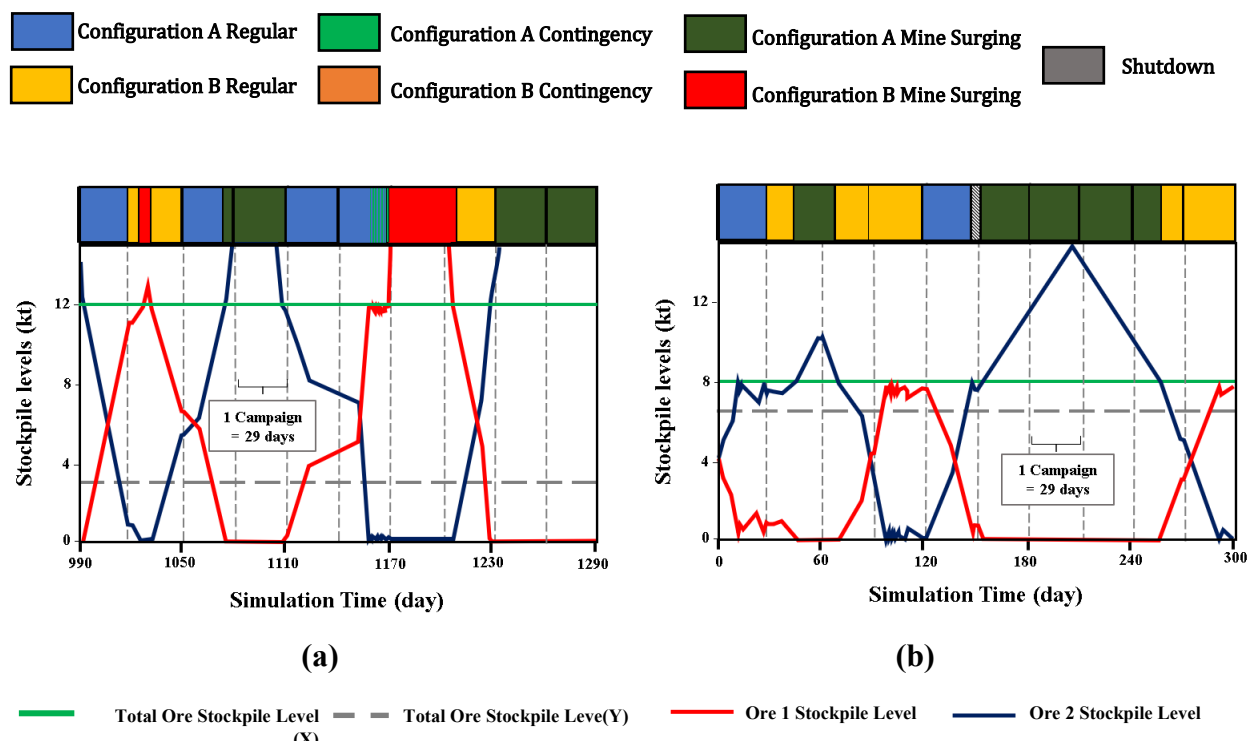 Configuration A Regular
Configuration A Contingency
Configuration A Mine Surging
Shutdown
Configuration B Regular
Configuration B Contingency
Configuration B Mine Surging
Stockpile levels (kt)
12
8
4
0
1 Campaign
= 29 days
990
1050
1110
1170
1230
1290
Simulation Time (day)
(a)
Stockpile levels (kt)
12
8
4
0
1 Campaign
= 29 days
0
60
120
180
240
300
Simulation Time (day)
(b)
Total Ore Stockpile Level
(X)
Total Ore Stockpile Leve(Y)
Ore 1 Stockpile Level
Ore 2 Stockpile Level